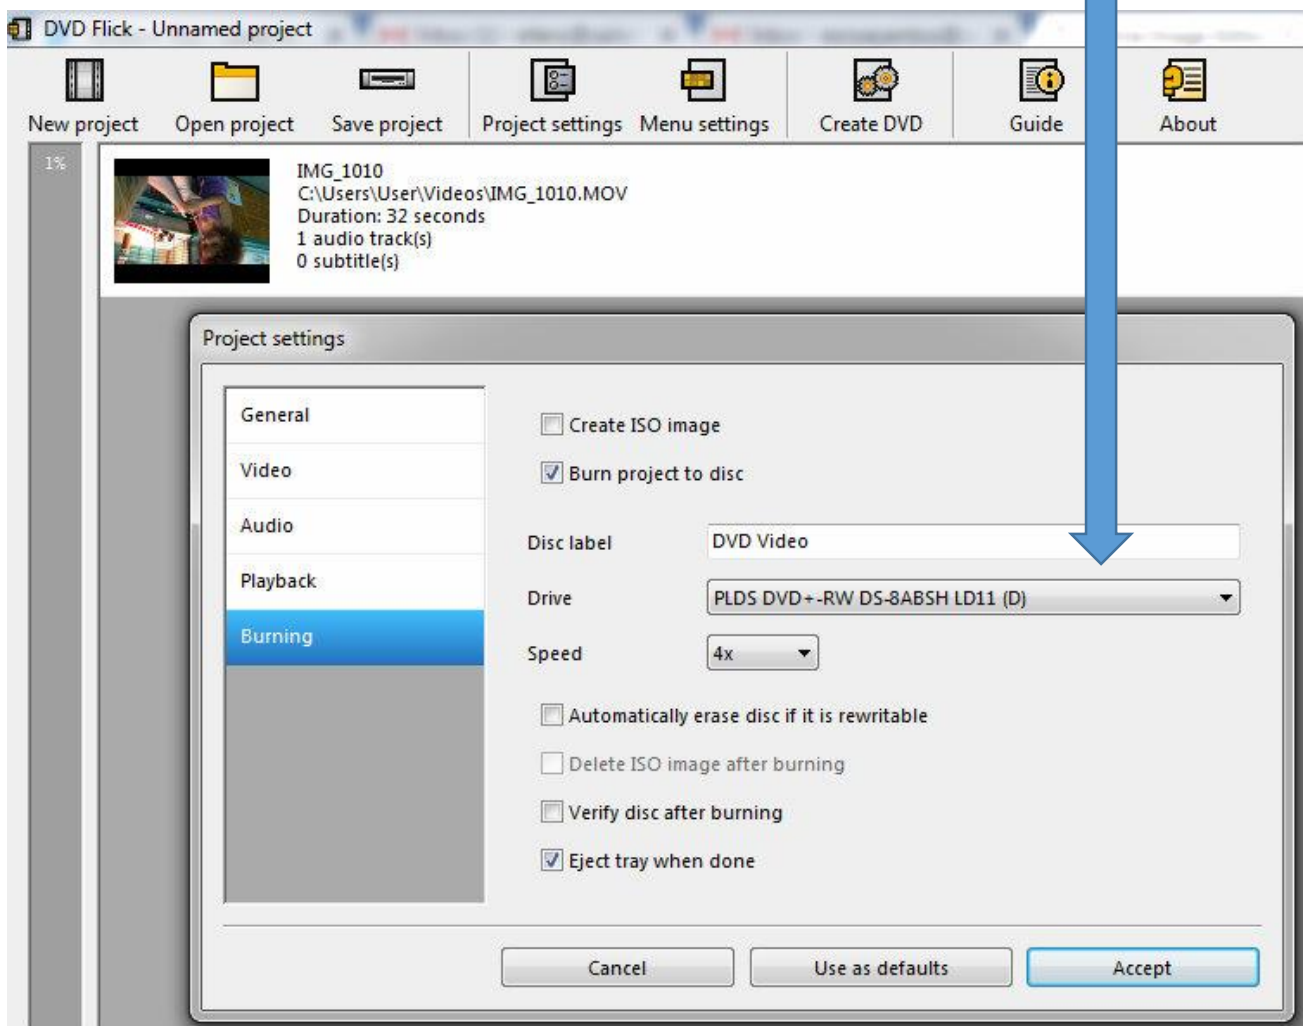 DVD Flick - Unnamed project
New project Open project Save project Project settings Menu settings Create DVD Guide About
1%
IMG_1010
C:\Users\User\Videos\IMG_1010.MOV
Duration: 32 seconds
1 audio track(s)
0 subtitle(s)
Project settings
General
Video
Audio
Playback
Burning
Create ISO image
Burn project to disc
Disc label DVD Video
Drive PLDS DVD+-RW DS-8ABSH LD11 (D)
Speed 4x
Automatically erase disc if it is rewritable
Delete ISO image after burning
Verify disc after burning
Eject tray when done
Cancel Use as defaults Accept